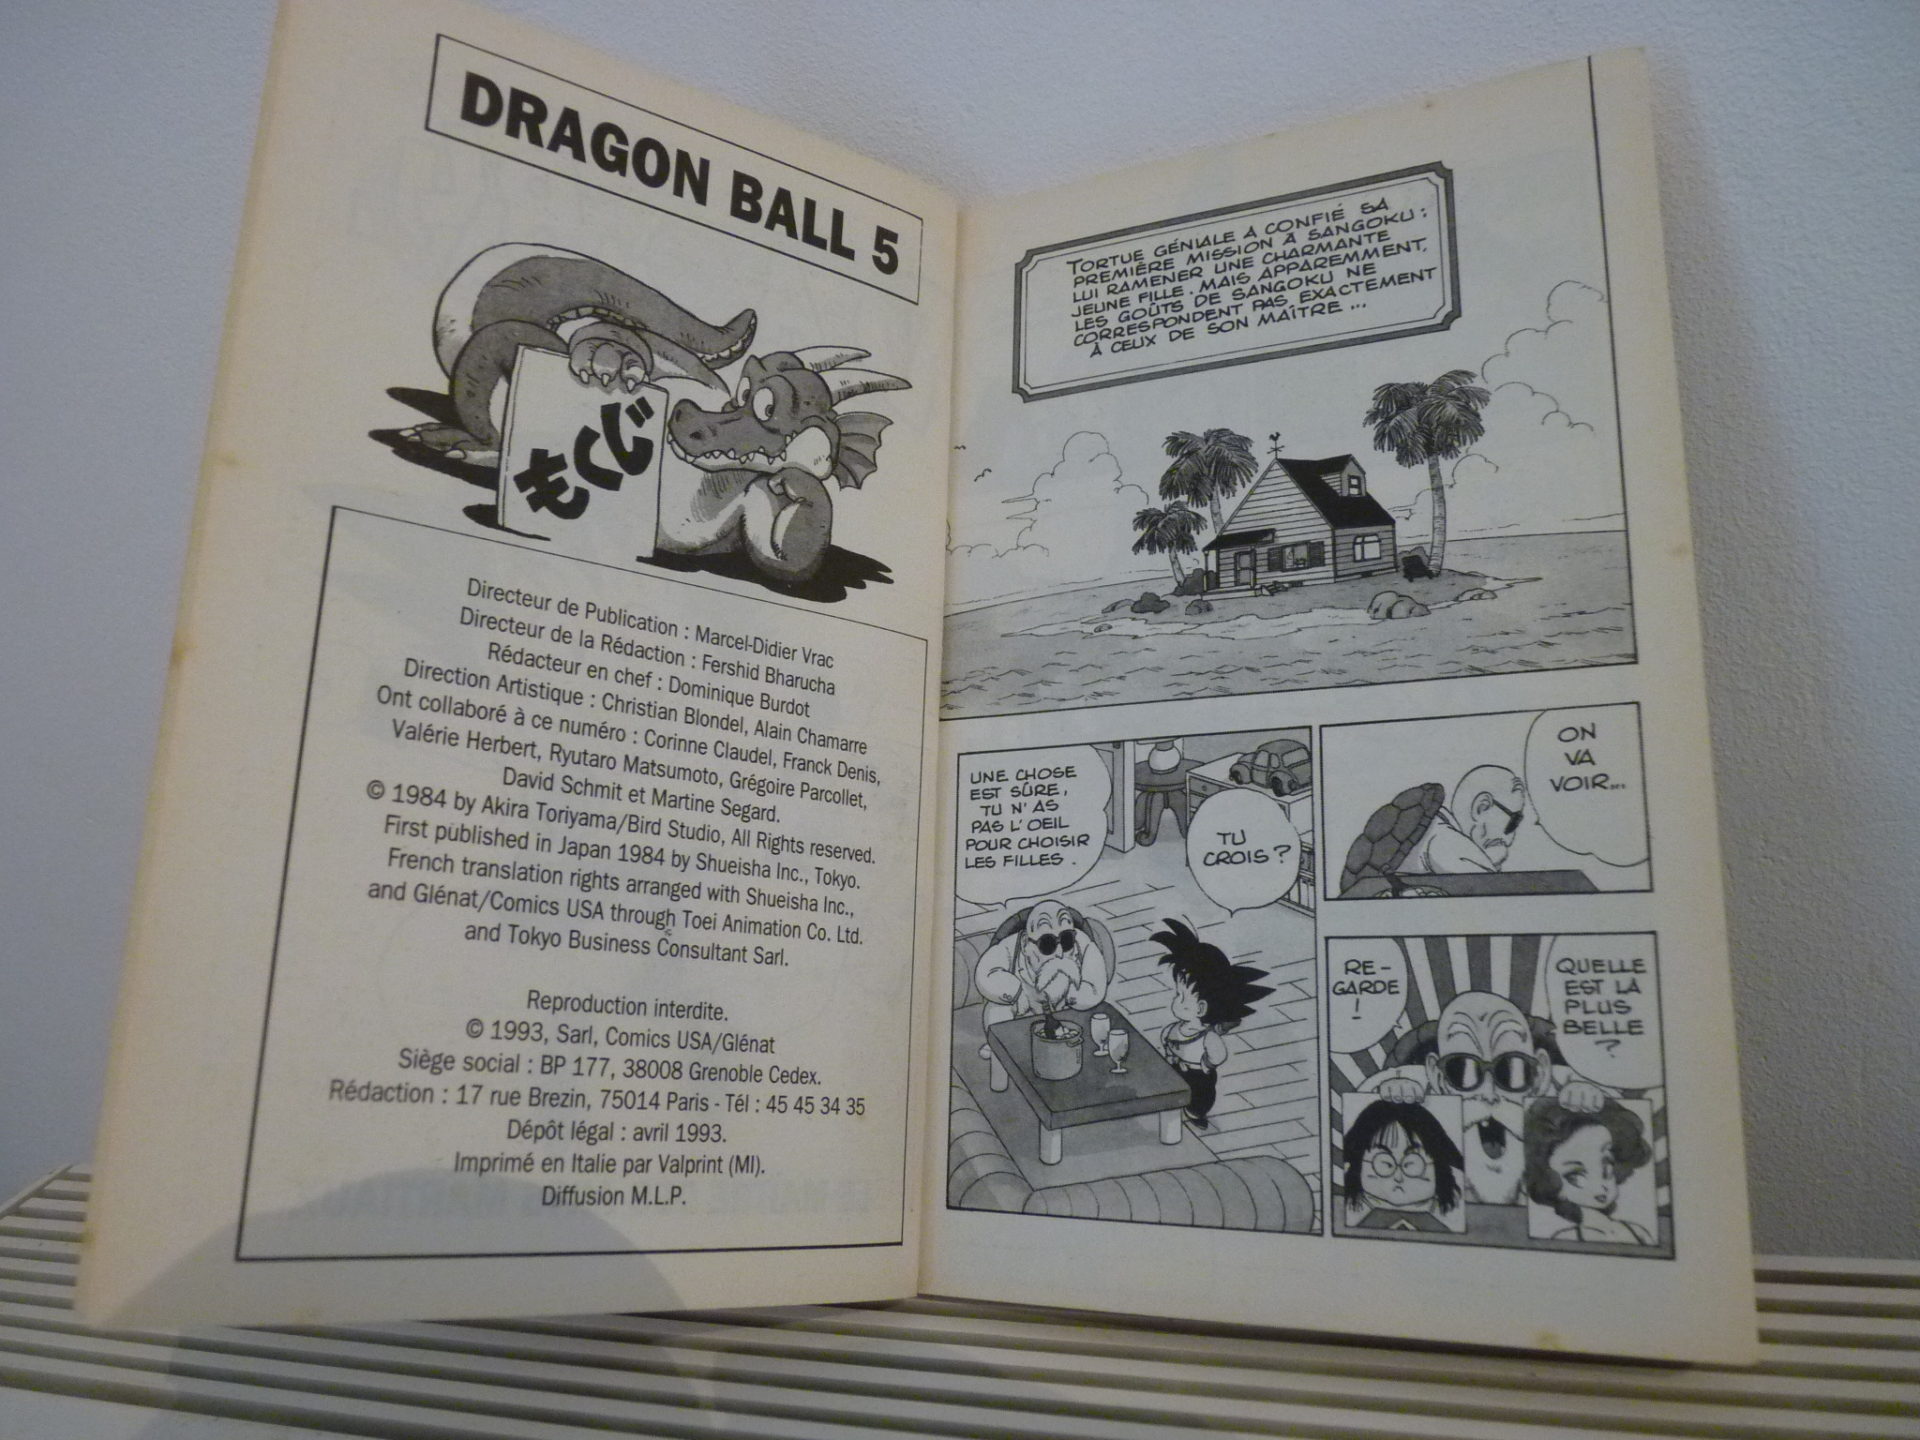 DRAGON BALL 5
もくじ
Directeur de Publication : Marcel-Didier Vrac
Directeur de la Rédaction : Fershid Bharucha
Rédacteur en chef : Dominique Burdot
Direction Artistique : Christian Blondel, Alain Chamarre
Ont collaboré à ce numéro : Corinne Claudel, Franck Denis,
Valérie Herbert, Ryutaro Matsumoto, Grégoire Parcollet,
David Schmit et Martine Segard.
© 1984 by Akira Toriyama/Bird Studio, All Rights reserved.
First published in Japan 1984 by Shueisha Inc., Tokyo.
French translation rights arranged with Shueisha Inc.,
and Glénat/Comics USA through Toei Animation Co. Ltd.
and Tokyo Business Consultant Sarl.
Reproduction interdite.
© 1993, Sarl, Comics USA/Glénat
Siège social : BP 177, 38008 Grenoble Cedex.
Rédaction : 17 rue Brezin, 75014 Paris - Tél : 45 45 34 35
Dépôt légal : avril 1993.
Imprimé en Italie par Valprint (MI).
Diffusion M.L.P.
TORTUE GÉNIALE A CONFIÉ SA
PREMIÈRE MISSION À SANGOKU :
LUI RAMENER UNE CHARMANTE
JEUNE FILLE. MAIS APPAREMMENT,
LES GOÛTS DE SANGOKU NE
CORRESPONDENT PAS EXACTEMENT
À CEUX DE SON MAÎTRE...
UNE CHOSE
EST SÛRE,
TU N'AS
PAS L'OEIL
POUR CHOISIR
LES FILLES.
TU
CROIS ?
ON
VA
VOIR...
RE-
GARDE
!
QUELLE
EST LA
PLUS
BELLE
?